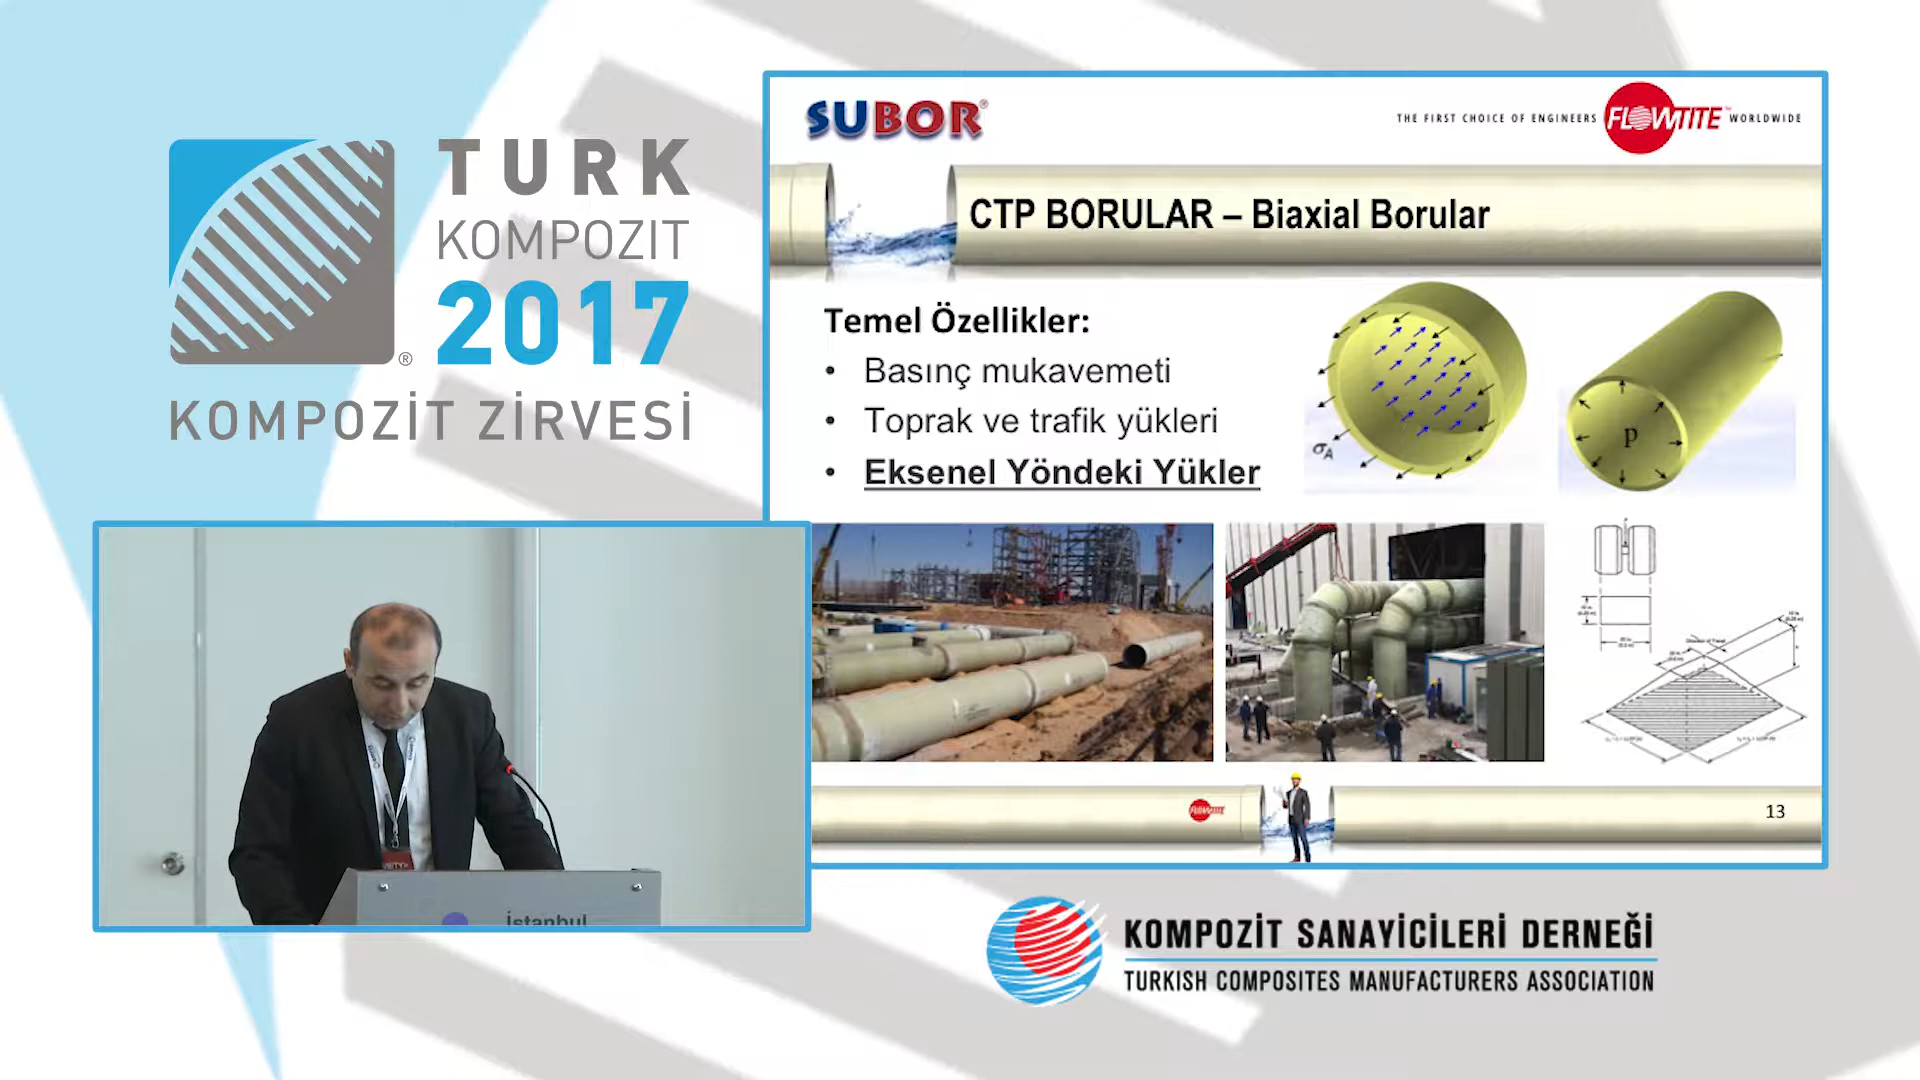 TURK
KOMPOZIT
2017
®
KOMPOZİT ZİRVESİ
SUBOR®
THE FIRST CHOICE OF ENGINEERS FLOWTITE™ WORLDWIDE
CTP BORULAR – Biaxial Borular
Temel Özellikler:
• Basınç mukavemeti
• Toprak ve trafik yükleri
• Eksenel Yöndeki Yükler
σA
p
FLOWTITE
13
İstanbul
KOMPOZİT SANAYİCİLERİ DERNEĞİ
TURKISH COMPOSITES MANUFACTURERS ASSOCIATION